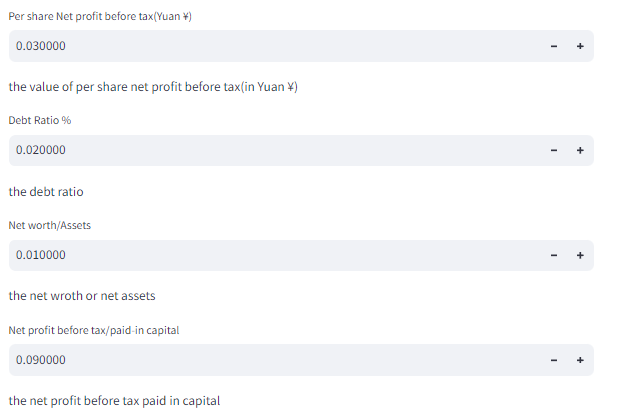 Per share Net profit before tax(Yuan ¥)
0.030000 - +
the value of per share net profit before tax(in Yuan ¥)
Debt Ratio %
0.020000 - +
the debt ratio
Net worth/Assets
0.010000 - +
the net wroth or net assets
Net profit before tax/paid-in capital
0.090000 - +
the net profit before tax paid in capital